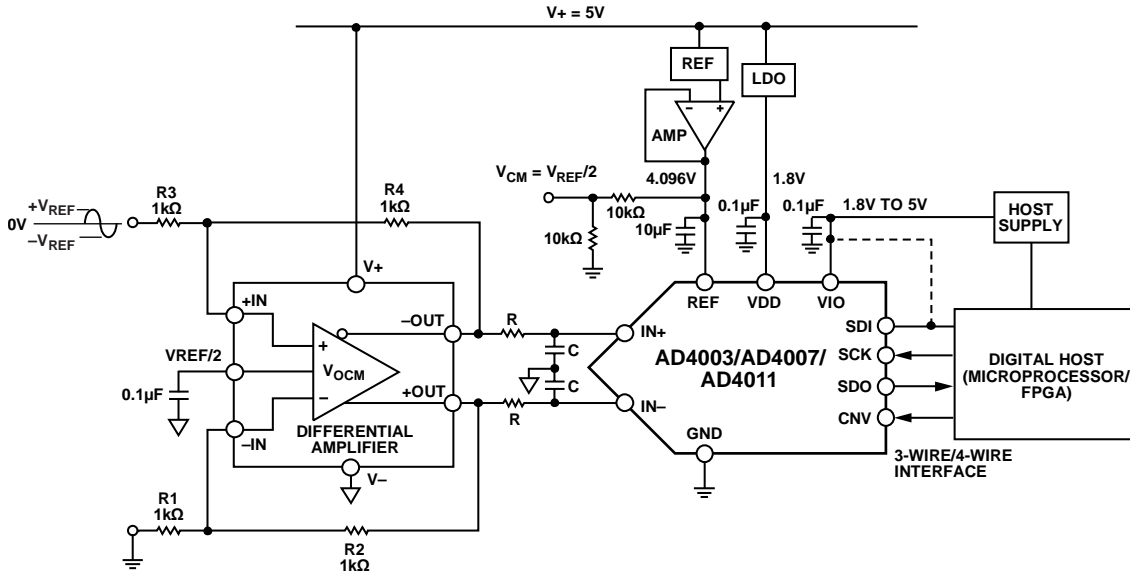 V+ = 5V
REF
LDO
AMP
VCM = VREF/2
4.096V
1.8V
R3
1kΩ
R4
1kΩ
+VREF
0V
−VREF
10kΩ
10kΩ
10µF
0.1µF
0.1µF
1.8V TO 5V
HOST
SUPPLY
V+
+IN
−OUT
R
REF
VDD
VIO
IN+
C
SDI
+
VREF/2
VOCM
AD4003/AD4007/
AD4011
SCK
DIGITAL HOST
(MICROPROCESSOR/
FPGA)
0.1µF
−
+OUT
C
SDO
IN−
R
CNV
−IN
DIFFERENTIAL
AMPLIFIER
GND
V−
3-WIRE/4-WIRE
INTERFACE
R1
1kΩ
R2
1kΩ
−
+